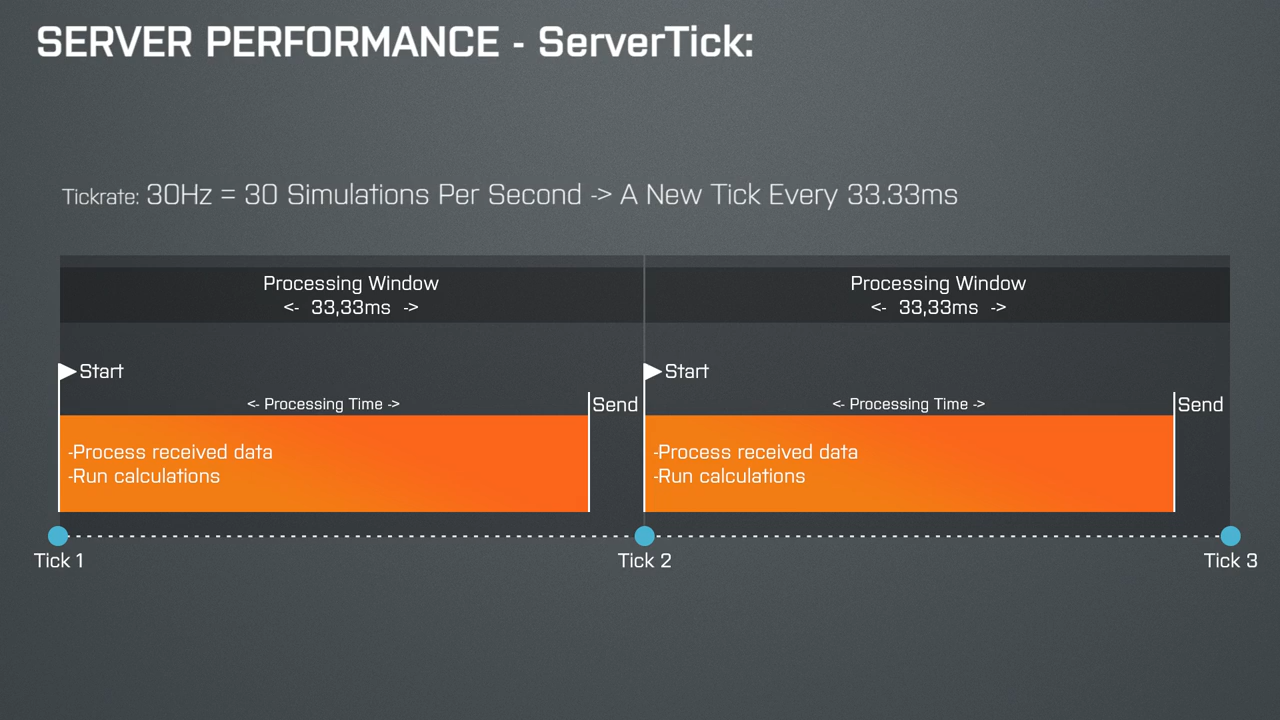 SERVER PERFORMANCE - ServerTick:
Tickrate: 30Hz = 30 Simulations Per Second -> A New Tick Every 33.33ms
Processing Window
<- 33,33ms ->
Processing Window
<- 33,33ms ->
Start
Start
<- Processing Time ->
Send
<- Processing Time ->
Send
-Process received data
-Run calculations
-Process received data
-Run calculations
Tick 1
Tick 2
Tick 3